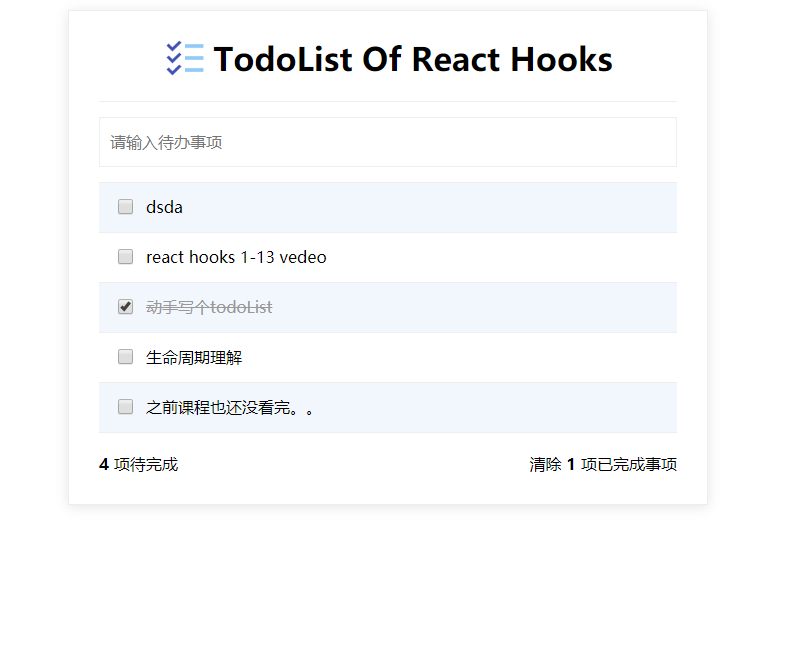 TodoList Of React Hooks
请输入待办事项
dsda
react hooks 1-13 vedeo
动手写个todoList
生命周期理解
之前课程也还没看完。。
4 项待完成
清除 1 项已完成事项